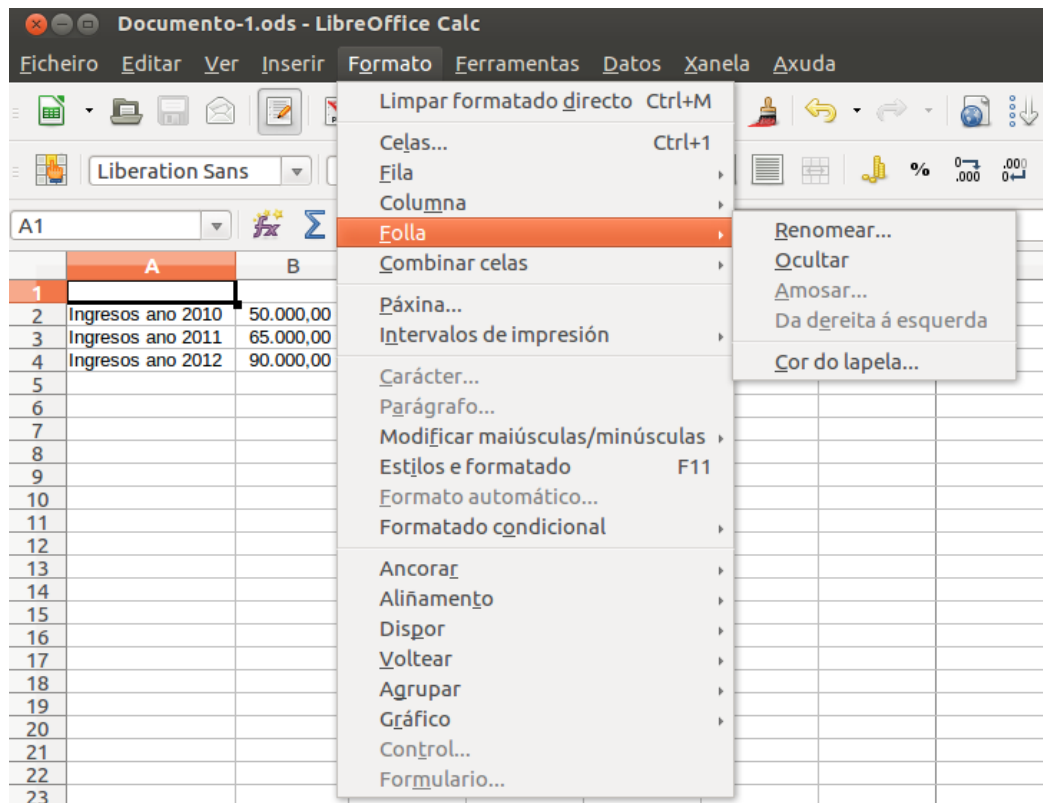 Documento-1.ods - LibreOffice Calc
Ficheiro Editar Ver Inserir Formato Ferramentas Datos Xanela Axuda
Limpar formatado directo Ctrl+M
Celas... Ctrl+1
Fila
Columna
Folla
Combinar celas
Páxina...
Intervalos de impresión
Carácter...
Parágrafo...
Modificar maiúsculas/minúsculas
Estilos e formatado F11
Formato automático...
Formatado condicional
Ancorar
Aliñamento
Dispor
Voltear
Agrupar
Gráfico
Control...
Formulario...
Renomear...
Ocultar
Amosar...
Da dereita á esquerda
Cor do lapela...
Liberation Sans
% 0 .000 .000 0
A1
A B
1
2 Ingresos ano 2010 50.000,00
3 Ingresos ano 2011 65.000,00
4 Ingresos ano 2012 90.000,00
5
6
7
8
9
10
11
12
13
14
15
16
17
18
19
20
21
22
23